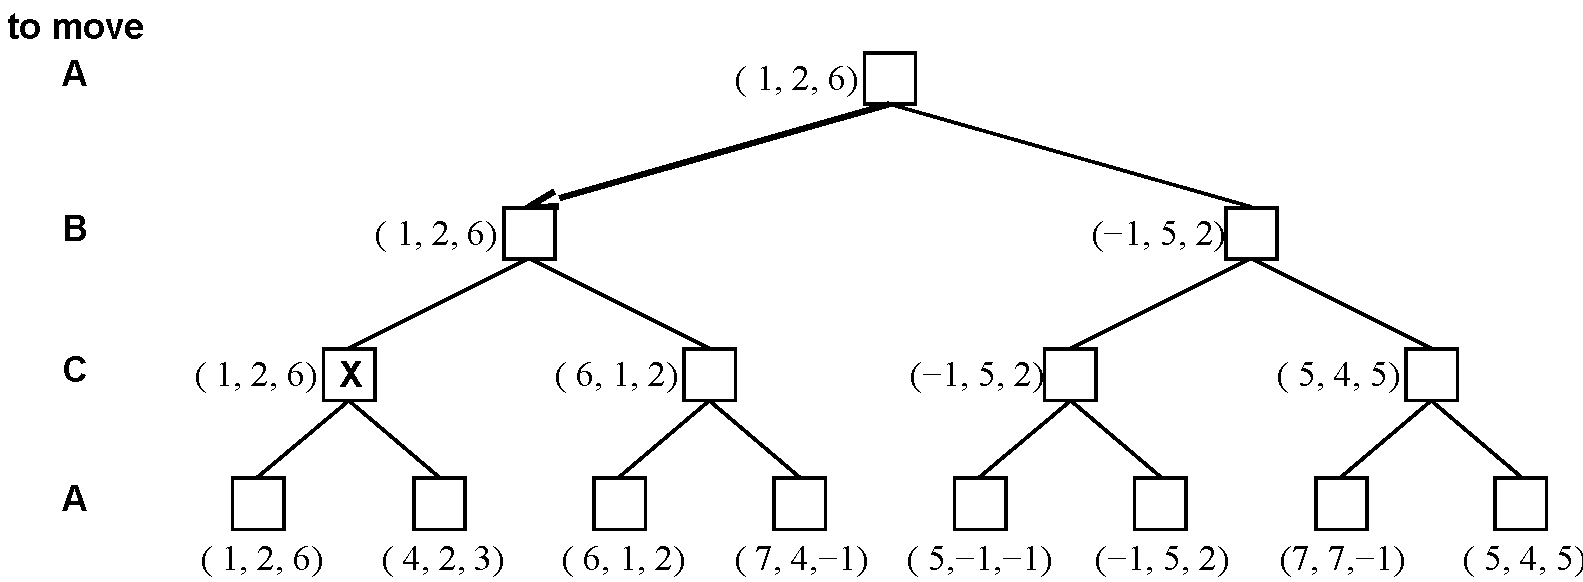 to move
A
( 1, 2, 6)
B
( 1, 2, 6)
(−1, 5, 2)
C
( 1, 2, 6) X
( 6, 1, 2)
(−1, 5, 2)
( 5, 4, 5)
A
( 1, 2, 6)
( 4, 2, 3)
( 6, 1, 2)
( 7, 4,−1)
( 5,−1,−1)
(−1, 5, 2)
(7, 7,−1)
( 5, 4, 5)